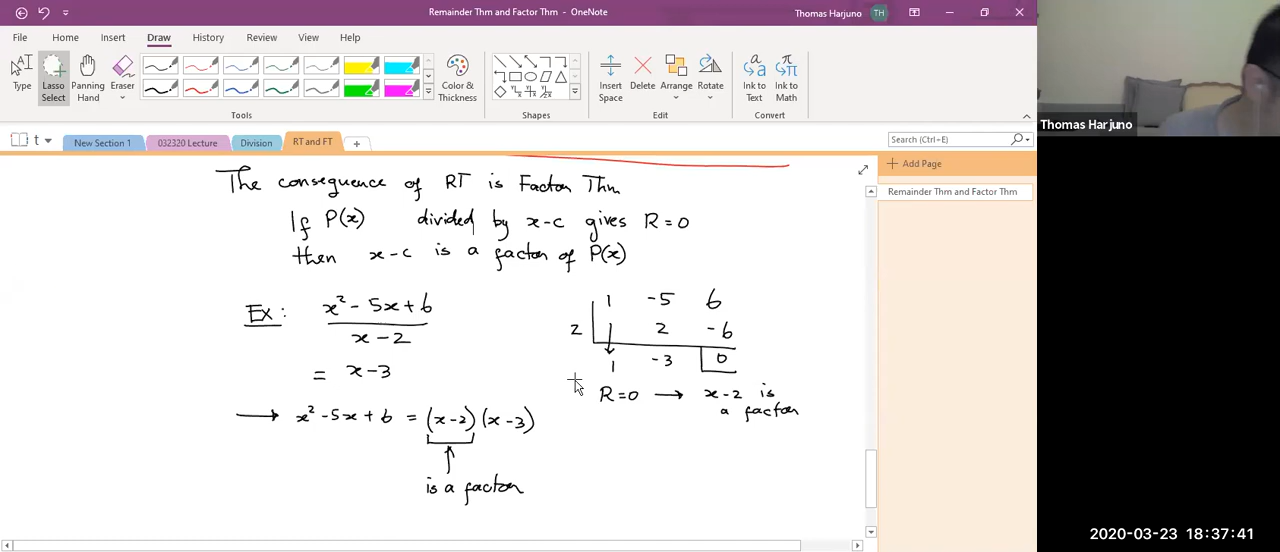 Remainder Thm and Factor Thm - OneNote
Thomas Harjuno TH
File Home Insert Draw History Review View Help
Type Lasso Select Panning Hand Eraser Color & Thickness Insert Space Delete Arrange Rotate Ink to Text Ink to Math
Tools Shapes Edit Convert
t New Section 1 032320 Lecture Division RT and FT + Search (Ctrl+E)
Thomas Harjuno
Add Page
Remainder Thm and Factor Thm
The consequence of RT is Factor Thm
If P(x) divided by x-c gives R=0
then x-c is a factor of P(x)
Ex: x² - 5x + 6
x - 2
= x - 3
→ x² - 5x + 6 = (x-2)(x-3)
is a factor
1 -5 6
2 2 -6
1 -3 0
R=0 → x-2 is
a factor
2020-03-23 18:37:41